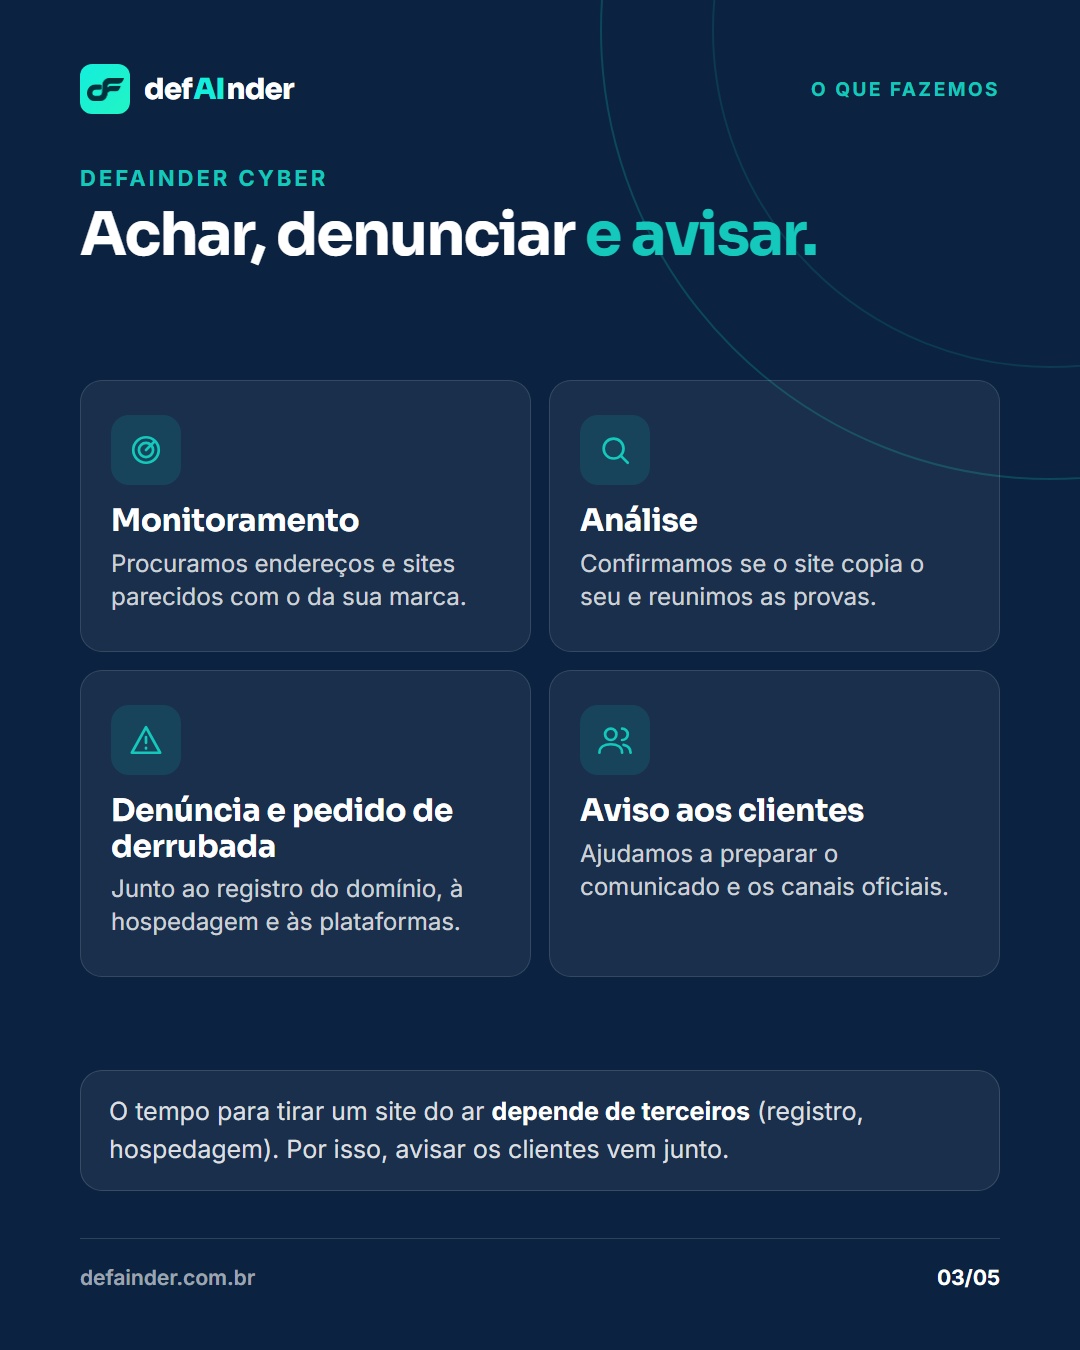 defAInder
O QUE FAZEMOS
DEFAINDER CYBER
Achar, denunciar e avisar.
Monitoramento
Procuramos endereços e sites
parecidos com o da sua marca.
Análise
Confirmamos se o site copia o
seu e reunimos as provas.
Denúncia e pedido de
derrubada
Junto ao registro do domínio, à
hospedagem e às plataformas.
Aviso aos clientes
Ajudamos a preparar o
comunicado e os canais oficiais.
O tempo para tirar um site do ar depende de terceiros (registro,
hospedagem). Por isso, avisar os clientes vem junto.
defainder.com.br
03/05